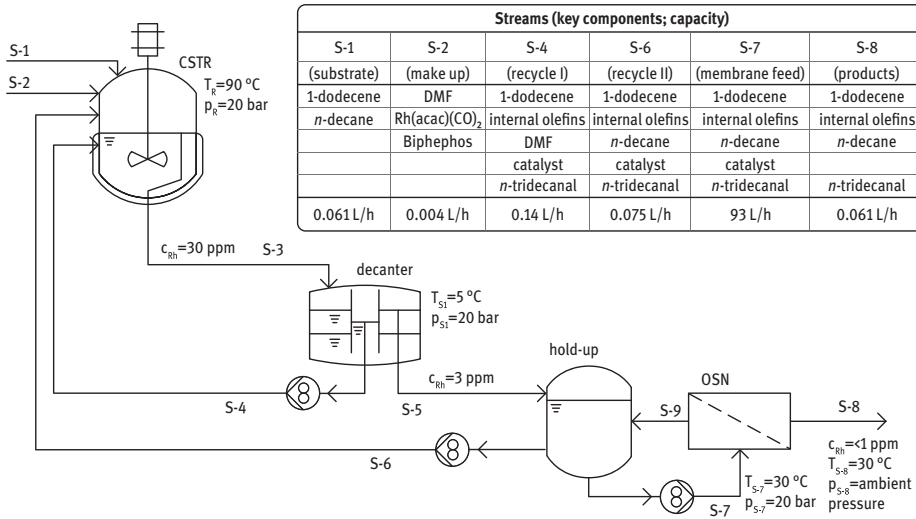 Streams (key components; capacity)
S-1 S-2 S-4 S-6 S-7 S-8
(substrate) (make up) (recycle I) (recycle II) (membrane feed) (products)
1-dodecene DMF 1-dodecene 1-dodecene 1-dodecene 1-dodecene
n-decane Rh(acac)(CO)₂ internal olefins internal olefins internal olefins internal olefins
Biphephos DMF n-decane n-decane n-decane
catalyst catalyst catalyst
n-tridecanal n-tridecanal n-tridecanal n-tridecanal
0.061 L/h 0.004 L/h 0.14 L/h 0.075 L/h 93 L/h 0.061 L/h
S-1
S-2
CSTR
T_R=90 °C
p_R=20 bar
c_Rh=30 ppm
S-3
decanter
T_S1=5 °C
p_S1=20 bar
hold-up
OSN
c_Rh=3 ppm
S-4
S-5
S-9
S-8
c_Rh=<1 ppm
T_S-8=30 °C
p_S-8=ambient
pressure
S-6
T_S-7=30 °C
p_S-7=20 bar
S-7